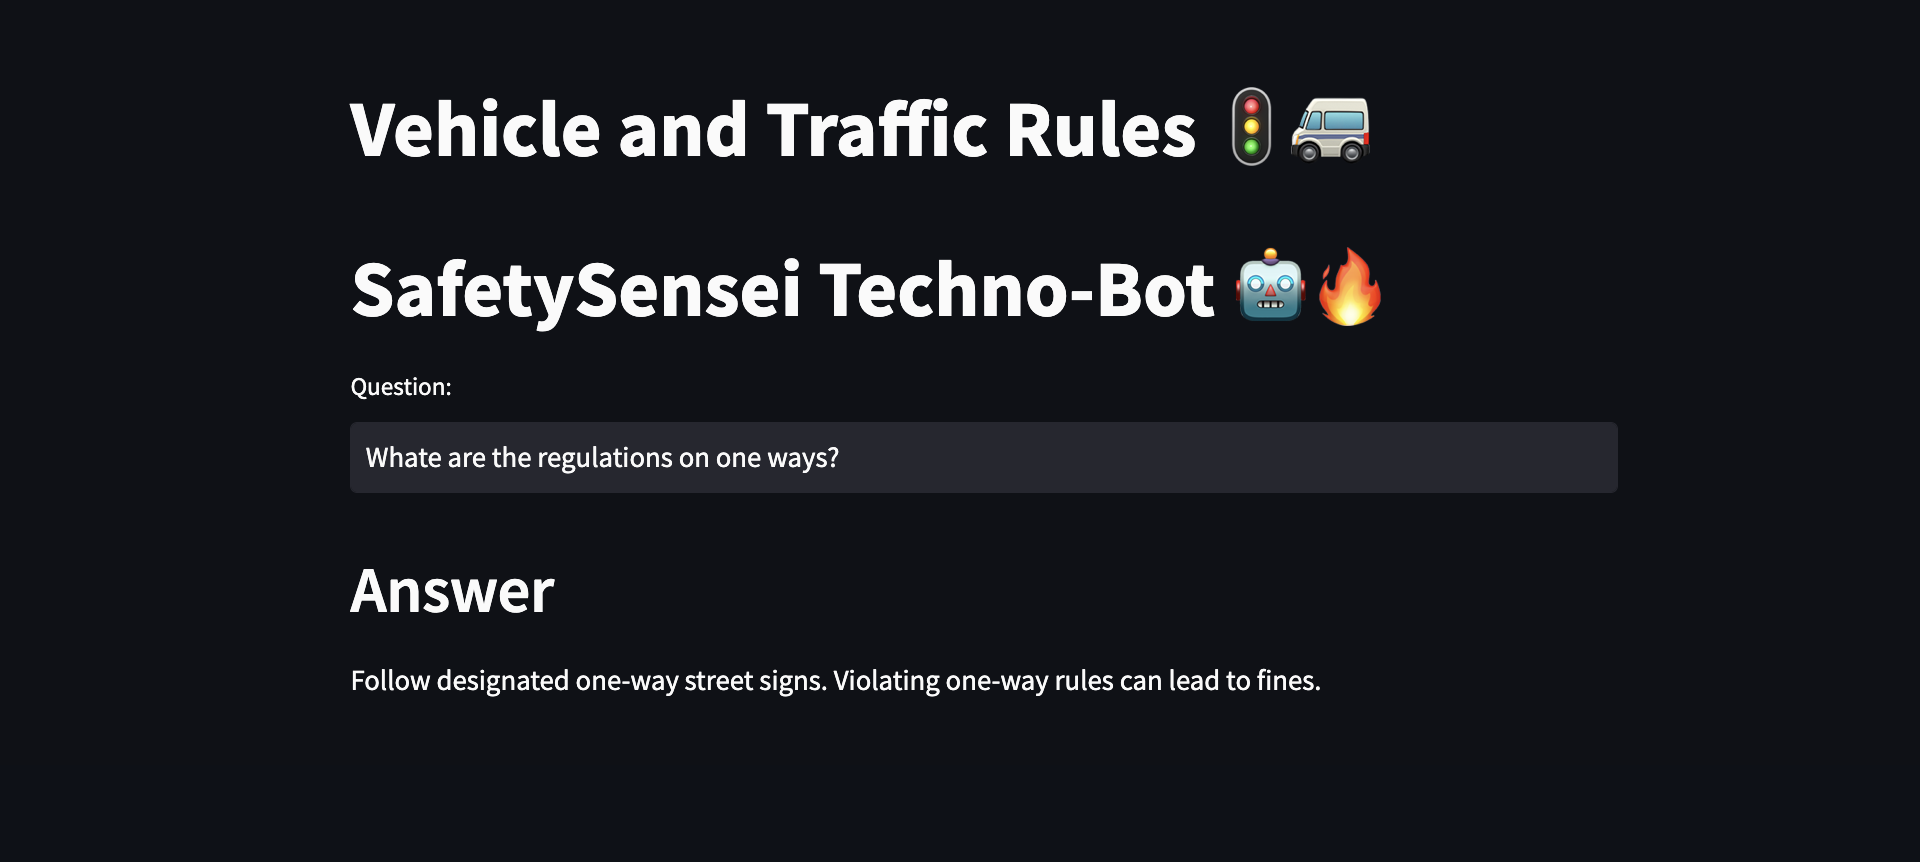 Vehicle and Traffic Rules 🚦🚐
SafetySensei Techno-Bot 🤖🔥
Question:
Whate are the regulations on one ways?
Answer
Follow designated one-way street signs. Violating one-way rules can lead to fines.